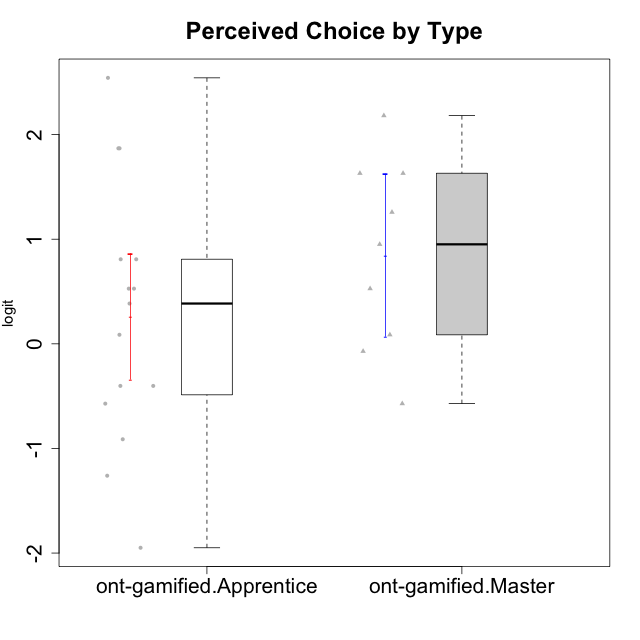 Perceived Choice by Type
logit
2
1
0
-1
-2
ont-gamified.Apprentice
ont-gamified.Master